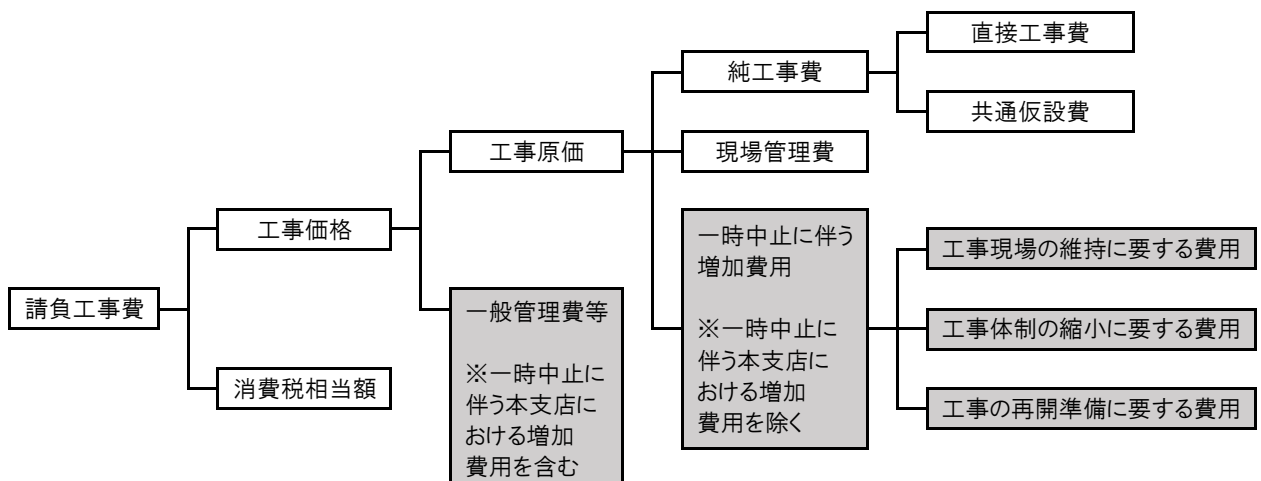 直接工事費
純工事費
共通仮設費
工事原価
現場管理費
工事価格
一時中止に伴う
増加費用
※一時中止に
伴う本支店に
おける増加
費用を除く
工事現場の維持に要する費用
請負工事費
一般管理費等
※一時中止に
伴う本支店に
おける増加
費用を含む
工事体制の縮小に要する費用
消費税相当額
工事の再開準備に要する費用